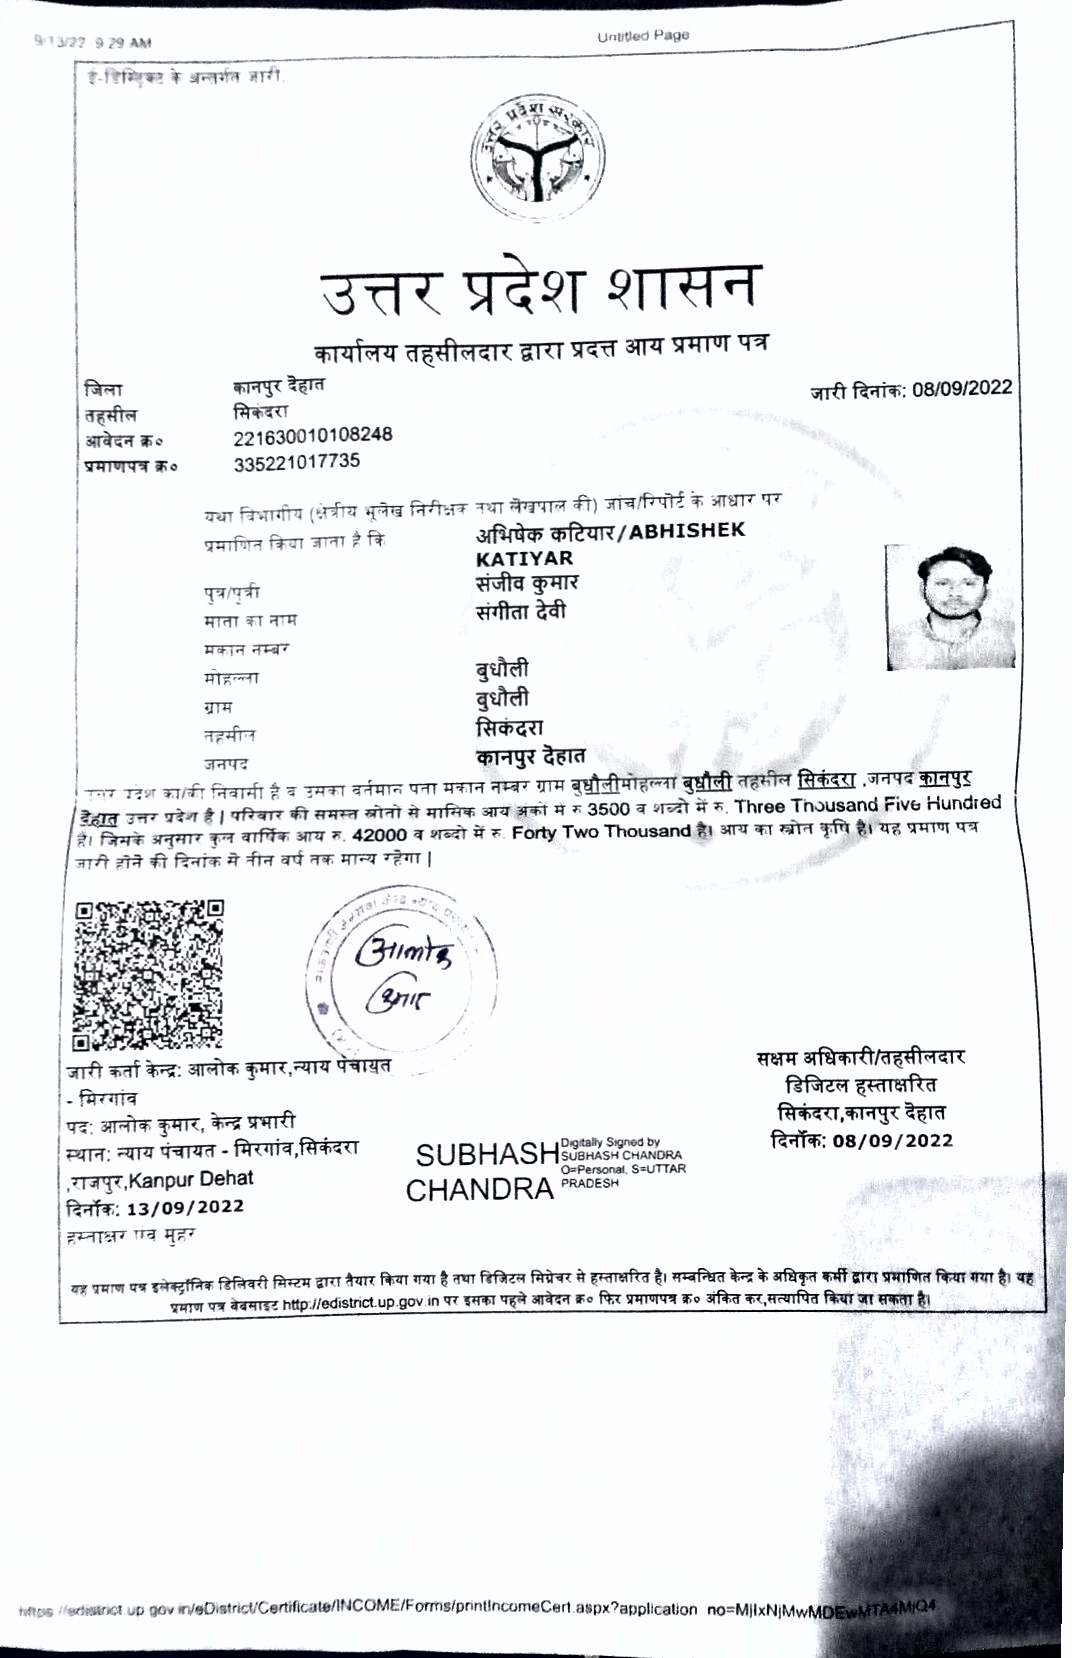 9/13/22 9:29 AM
Untitled Page
ई-डिस्ट्रिक्ट के अन्तर्गत जारी.
उत्तर प्रदेश सरकार
उत्तर प्रदेश शासन
कार्यालय तहसीलदार द्वारा प्रदत्त आय प्रमाण पत्र
जिला कानपुर देहात
जारी दिनांक: 08/09/2022
तहसील सिकंदरा
आवेदन क्र० 221630010108248
प्रमाणपत्र क्र० 335221017735
यथा विभागीय (क्षेत्रीय भूलेख निरीक्षक तथा लेखपाल की) जांच/रिपोर्ट के आधार पर
प्रमाणित किया जाता है कि अभिषेक कटियार/ABHISHEK
KATIYAR
पुत्र/पुत्री संजीव कुमार
माता का नाम संगीता देवी
मकान नम्बर
मोहल्ला बुधौली
ग्राम बुधौली
तहसील सिकंदरा
जनपद कानपुर देहात
उत्तर प्रदेश का/की निवासी है व उसका वर्तमान पता मकान नम्बर ग्राम बुधौलीमोहल्ला बुधौली तहसील सिकंदरा ,जनपद कानपुर
देहात उत्तर प्रदेश है | परिवार की समस्त स्रोतो से मासिक आय अंकों में रु 3500 व शब्दो में रु. Three Thousand Five Hundred
है। जिसके अनुसार कुल वार्षिक आय रु. 42000 व शब्दो में रु. Forty Two Thousand है। आय का स्रोत कृषि है। यह प्रमाण पत्र
जारी होने की दिनांक से तीन वर्ष तक मान्य रहेगा |
आलोक
कुमार
जारी कर्ता केन्द्र: आलोक कुमार,न्याय पंचायत
- मिरगांव
पद: आलोक कुमार, केन्द्र प्रभारी
स्थान: न्याय पंचायत - मिरगांव,सिकंदरा
,राजपुर,Kanpur Dehat
दिनाँक: 13/09/2022
हस्ताक्षर एवं मुहर
SUBHASH
CHANDRA
Digitally Signed by
SUBHASH CHANDRA
O=Personal, S=UTTAR
PRADESH
सक्षम अधिकारी/तहसीलदार
डिजिटल हस्ताक्षरित
सिकंदरा,कानपुर देहात
दिनाँक: 08/09/2022
यह प्रमाण पत्र इलेक्ट्रॉनिक डिलिवरी सिस्टम द्वारा तैयार किया गया है तथा डिजिटल सिग्नेचर से हस्ताक्षरित है। सम्बन्धित केन्द्र के अधिकृत कर्मी द्वारा प्रमाणित किया गया है। यह
प्रमाण पत्र वेबसाइट http://edistrict.up.gov.in पर इसका पहले आवेदन क्र० फिर प्रमाणपत्र क्र० अंकित कर,सत्यापित किया जा सकता है।
https://edistrict.up.gov.in/eDistrict/Certificate/INCOME/Forms/printIncomeCert.aspx?application_no=MjIxNjMwMDEwMTA4MjQ4